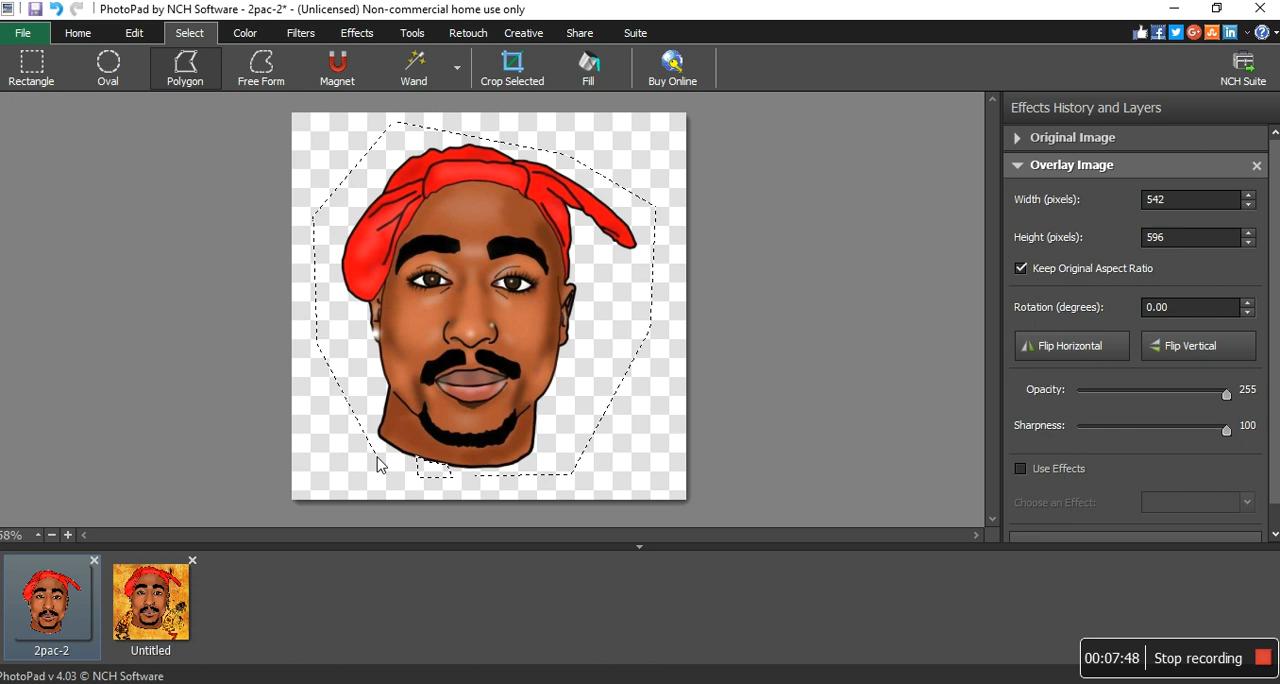 PhotoPad by NCH Software - 2pac-2* - (Unlicensed) Non-commercial home use only
File Home Edit Select Color Filters Effects Tools Retouch Creative Share Suite
Rectangle Oval Polygon Free Form Magnet Wand Crop Selected Fill Buy Online NCH Suite
Effects History and Layers
Original Image
Overlay Image
Width (pixels): 542
Height (pixels): 596
Keep Original Aspect Ratio
Rotation (degrees): 0.00
Flip Horizontal Flip Vertical
Opacity: 255
Sharpness: 100
Use Effects
Choose an Effect:
58%
2pac-2 Untitled
00:07:48 Stop recording
PhotoPad v 4.03 © NCH Software